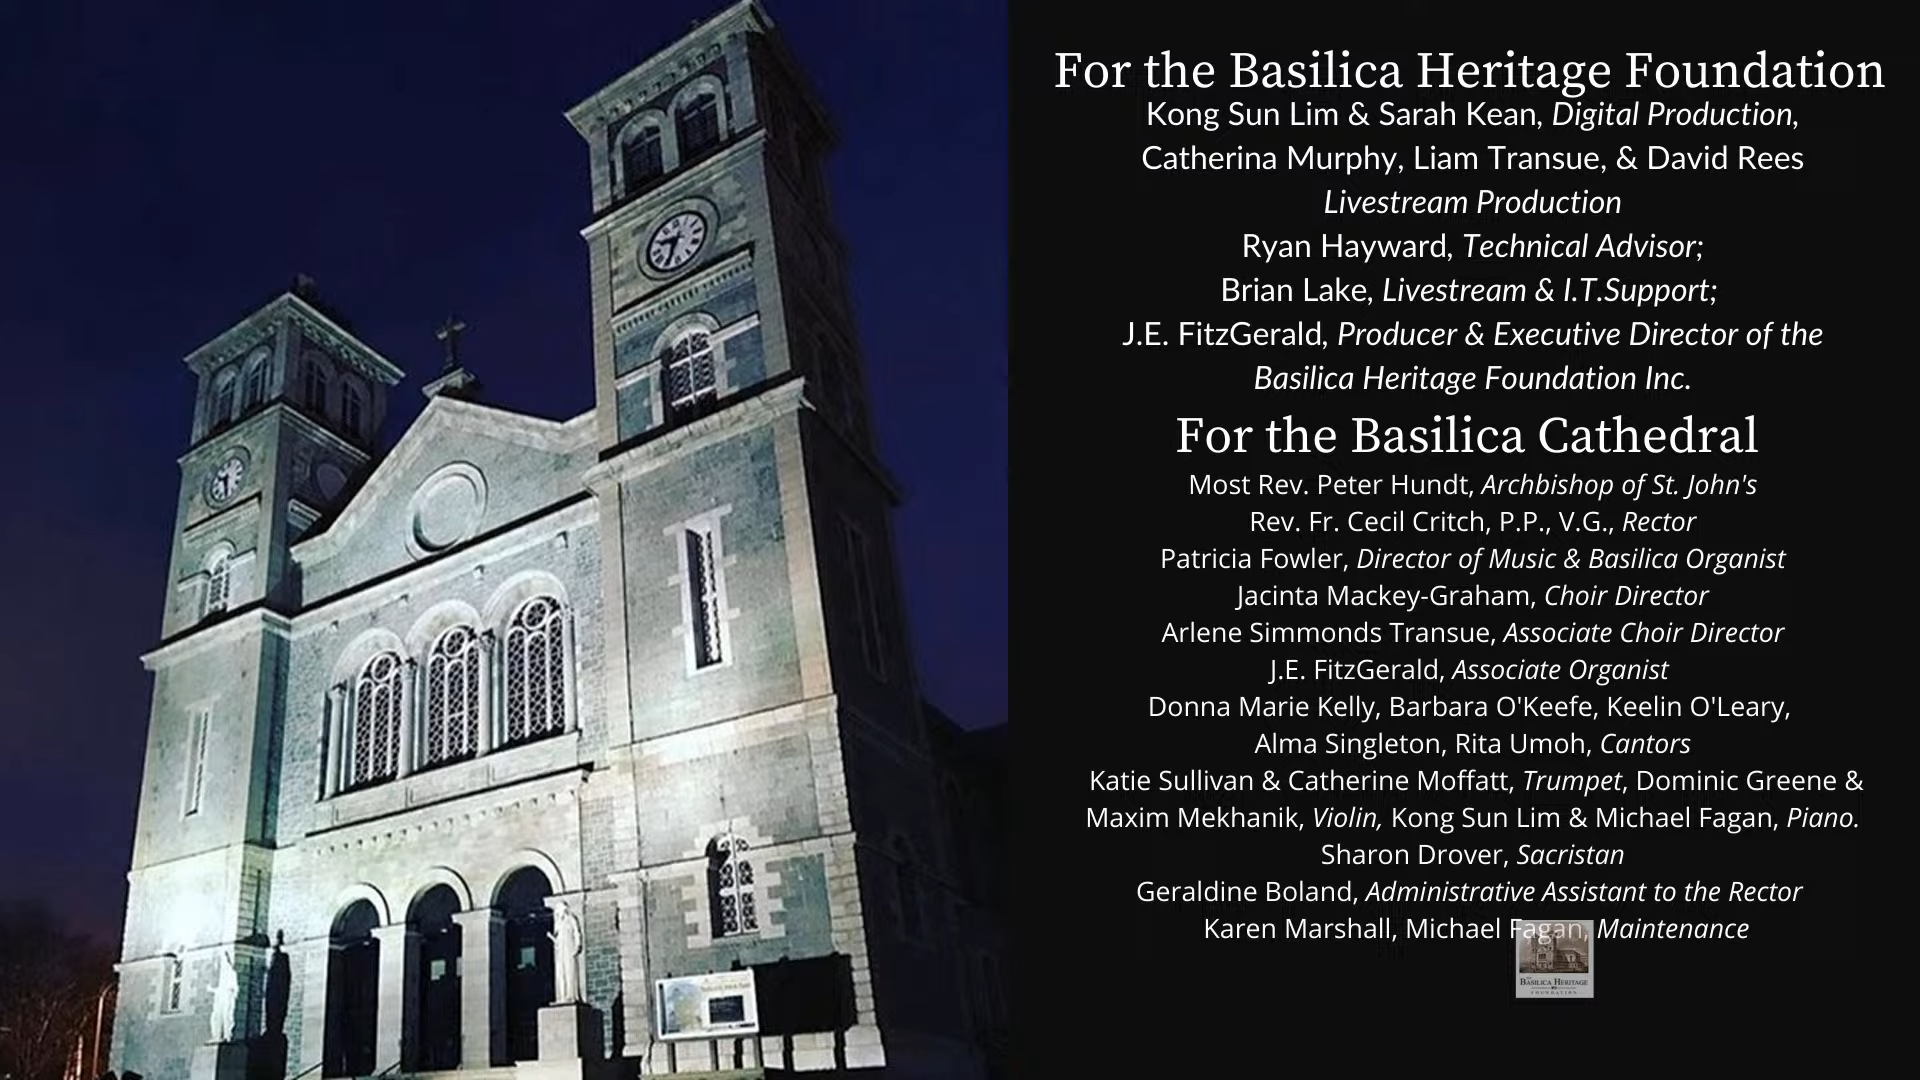 For the Basilica Heritage Foundation
Kong Sun Lim & Sarah Kean, Digital Production,
Catherina Murphy, Liam Transue, & David Rees
Livestream Production
Ryan Hayward, Technical Advisor;
Brian Lake, Livestream & I.T.Support;
J.E. FitzGerald, Producer & Executive Director of the
Basilica Heritage Foundation Inc.
For the Basilica Cathedral
Most Rev. Peter Hundt, Archbishop of St. John's
Rev. Fr. Cecil Critch, P.P., V.G., Rector
Patricia Fowler, Director of Music & Basilica Organist
Jacinta Mackey-Graham, Choir Director
Arlene Simmonds Transue, Associate Choir Director
J.E. FitzGerald, Associate Organist
Donna Marie Kelly, Barbara O'Keefe, Keelin O'Leary,
Alma Singleton, Rita Umoh, Cantors
Katie Sullivan & Catherine Moffatt, Trumpet, Dominic Greene &
Maxim Mekhanik, Violin, Kong Sun Lim & Michael Fagan, Piano.
Sharon Drover, Sacristan
Geraldine Boland, Administrative Assistant to the Rector
Karen Marshall, Michael Fagan, Maintenance
BASILICA HERITAGE
FOUNDATION